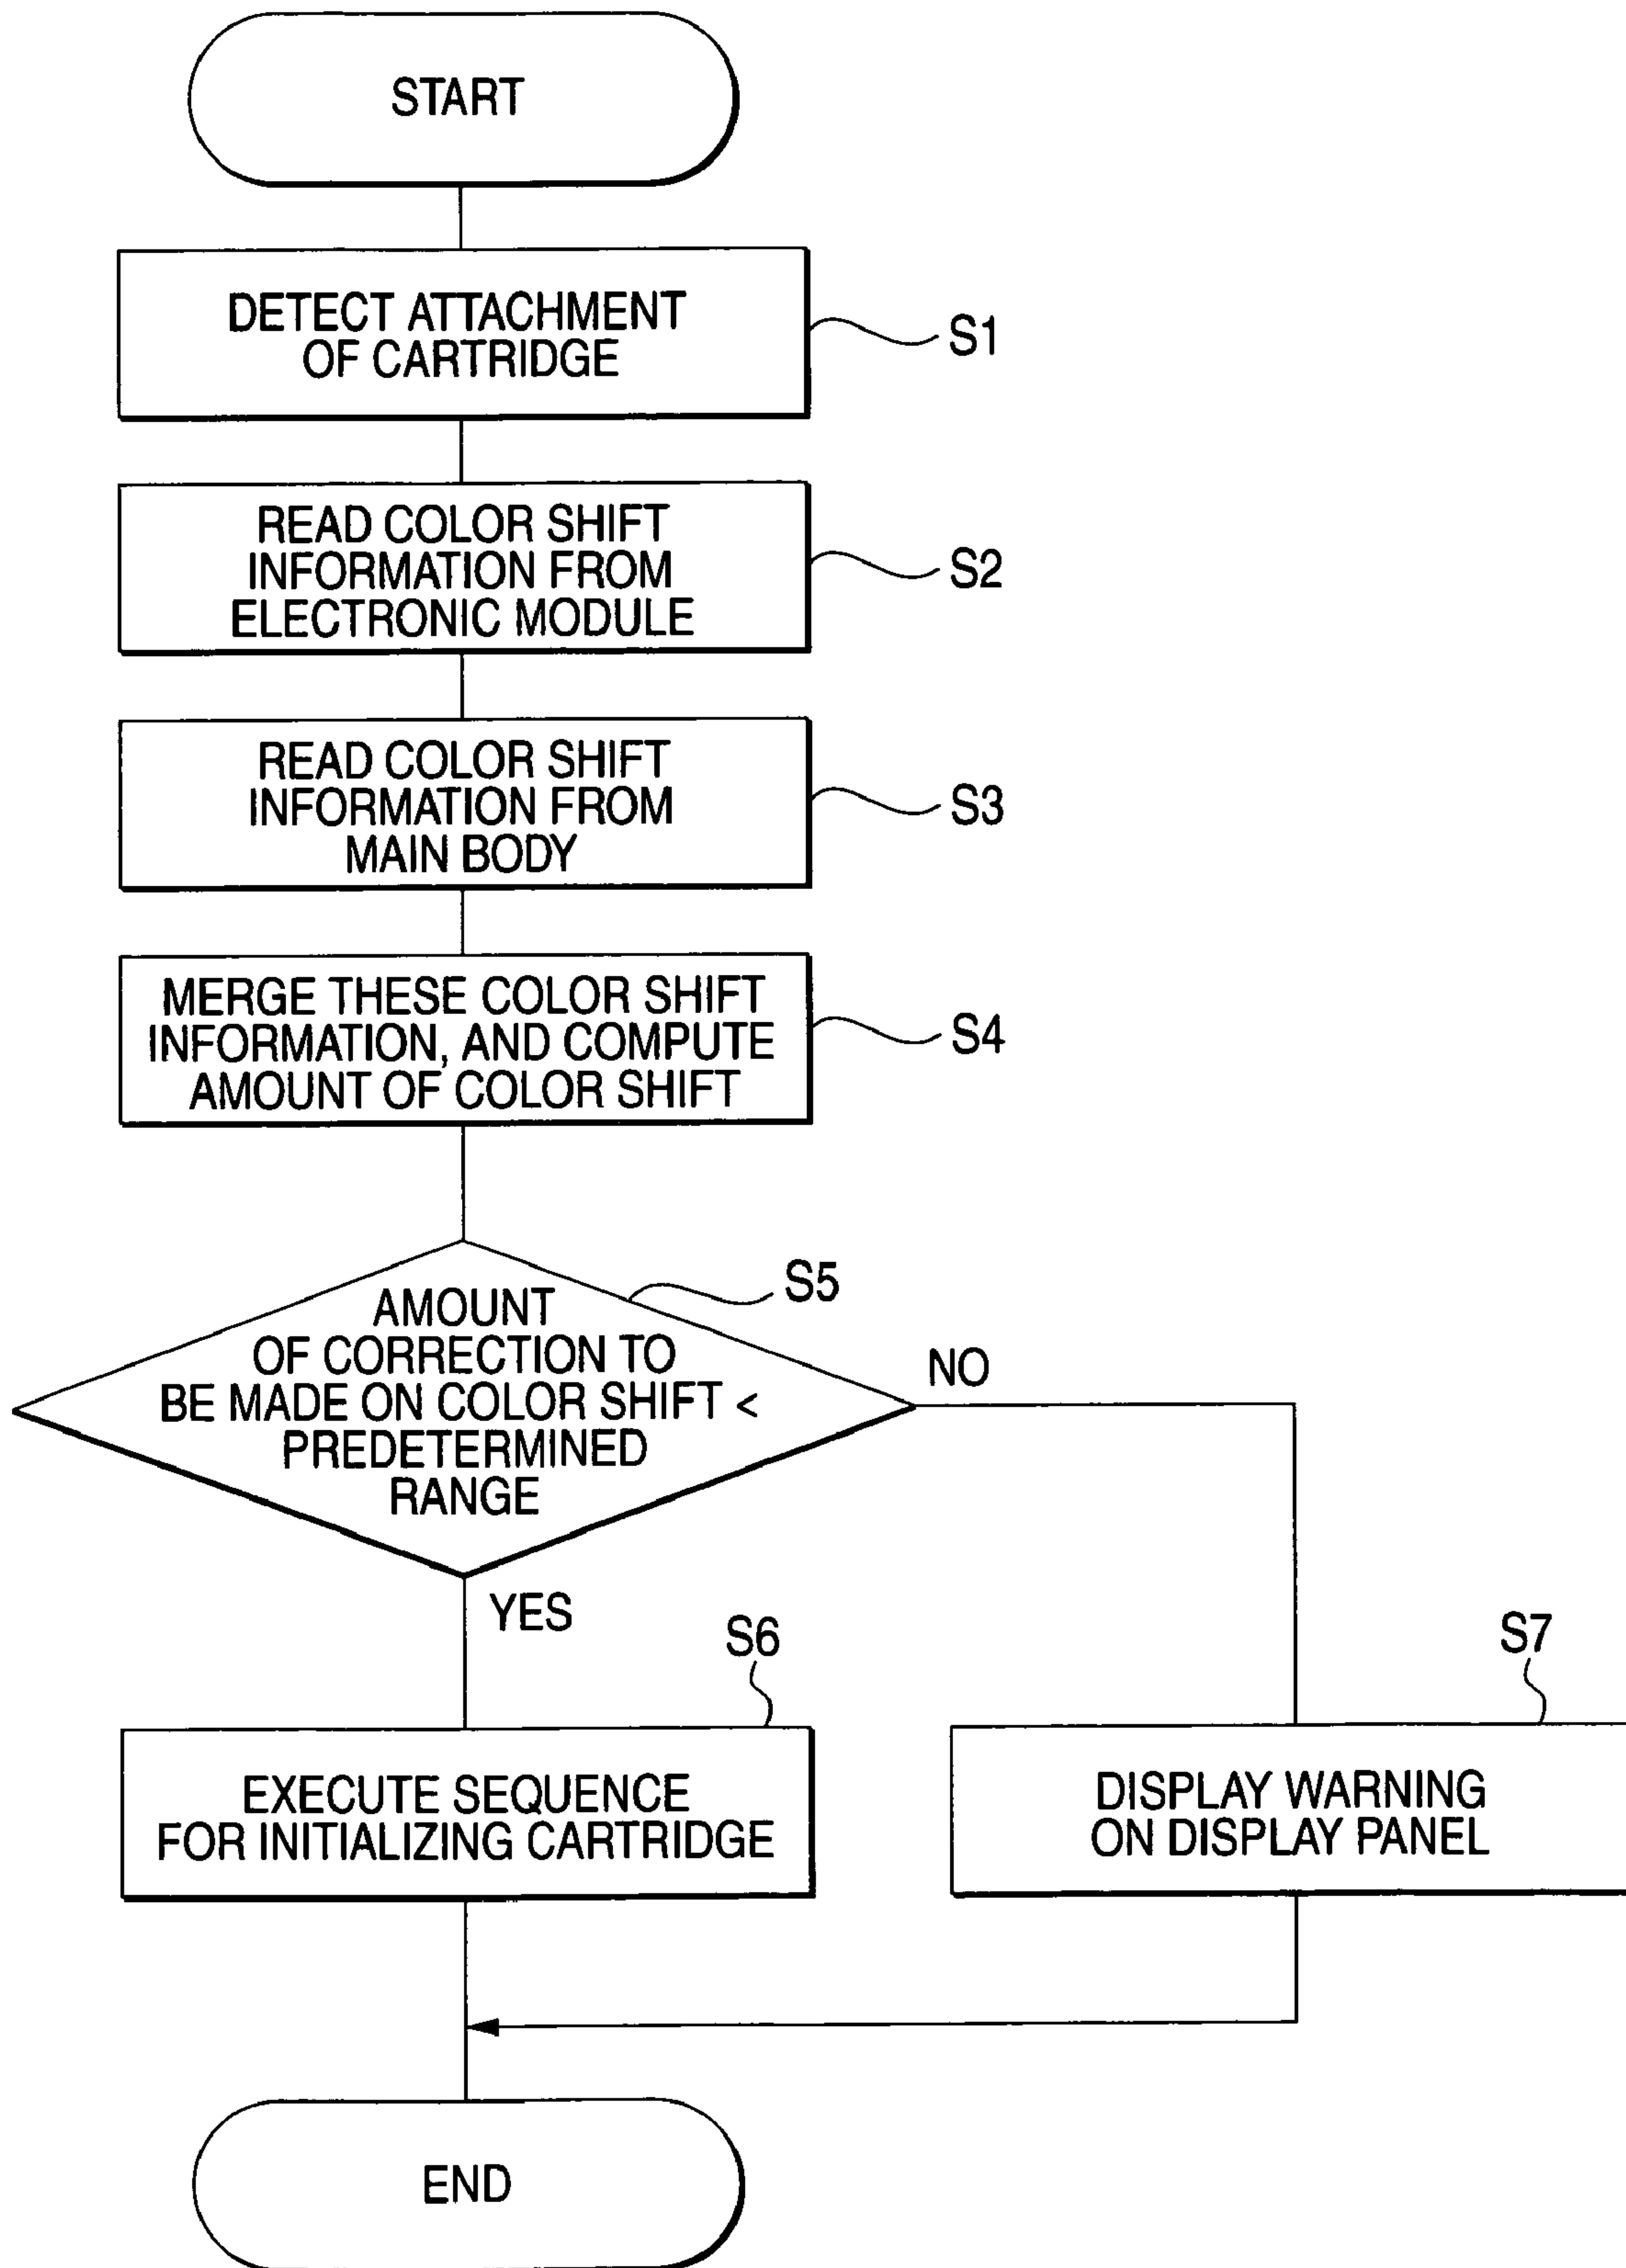 START
DETECT ATTACHMENT
OF CARTRIDGE
S1
READ COLOR SHIFT
INFORMATION FROM
ELECTRONIC MODULE
S2
READ COLOR SHIFT
INFORMATION FROM
MAIN BODY
S3
MERGE THESE COLOR SHIFT
INFORMATION, AND COMPUTE
AMOUNT OF COLOR SHIFT
S4
S5
AMOUNT
OF CORRECTION TO
BE MADE ON COLOR SHIFT <
PREDETERMINED
RANGE
NO
YES
S6
EXECUTE SEQUENCE
FOR INITIALIZING CARTRIDGE
S7
DISPLAY WARNING
ON DISPLAY PANEL
END